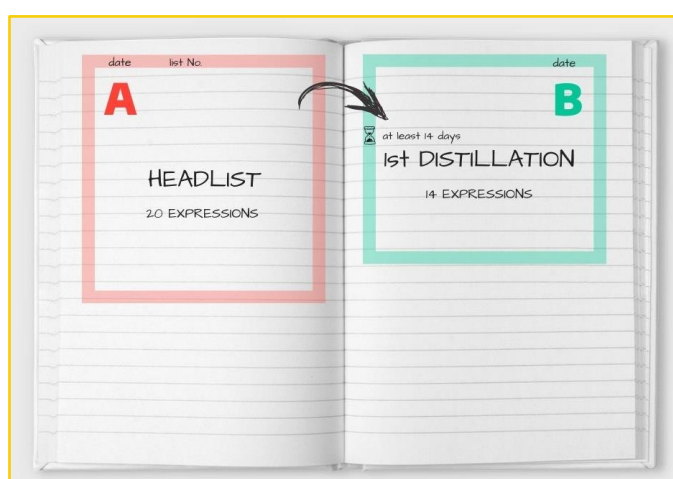 date list No.
A
HEADLIST
20 EXPRESSIONS
date
B
at least 14 days
1st DISTILLATION
14 EXPRESSIONS